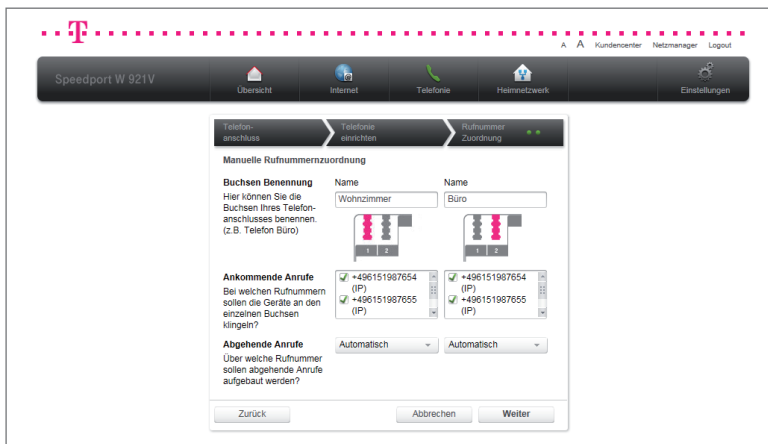 T
A A Kundencenter Netzmanager Logout
Speedport W 921V
Übersicht Internet Telefonie Heimnetzwerk Einstellungen
Telefon-
anschluss
Telefonie
einrichten
Rufnummer
Zuordnung
Manuelle Rufnummernzuordnung
Buchsen Benennung
Hier können Sie die
Buchsen Ihres Telefon-
anschlusses benennen.
(z.B. Telefon Büro)
Name
Wohnzimmer
1 2
Name
Büro
1 2
Ankommende Anrufe
Bei welchen Rufnummern
sollen die Geräte an den
einzelnen Buchsen
klingeln?
+496151987654
(IP)
+496151987655
(IP)
+496151987654
(IP)
+496151987655
(IP)
Abgehende Anrufe
Über welche Rufnummer
sollen abgehende Anrufe
aufgebaut werden?
Automatisch
Automatisch
Zurück Abbrechen Weiter